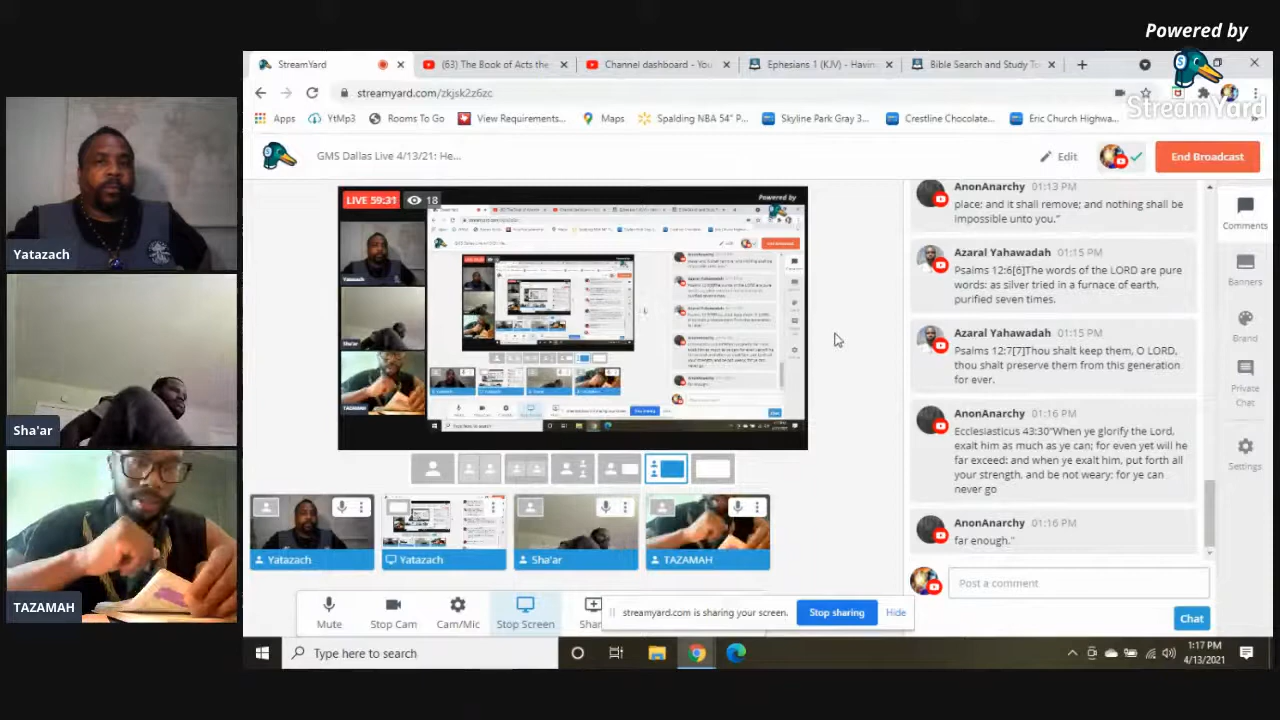 Powered by
StreamYard
StreamYard
(63) The Book of Acts the
Channel dashboard - You
Ephesians 1 (KJV) - Havin
Bible Search and Study To
streamyard.com/zkjsk2z6zc
Apps
YtMp3
Rooms To Go
View Requirements...
Maps
Spalding NBA 54" P...
Skyline Park Gray 3...
Crestline Chocolate...
Eric Church Highwa...
GMS Dallas Live 4/13/21: He...
Edit
End Broadcast
Yatazach
Sha'ar
TAZAMAH
LIVE 59:31
18
Powered by
Yatazach
Sha'ar
TAZAMAH
Yatazach
Yatazach
Sha'ar
TAZAMAH
AnonAnarchy 01:13 PM
place; and it shall remove; and nothing shall be
impossible unto you."
Azaral Yahawadah 01:15 PM
Psalms 12:6[6]The words of the LORD are pure
words: as silver tried in a furnace of earth,
purified seven times.
Azaral Yahawadah 01:15 PM
Psalms 12:7[7]Thou shalt keep them, O LORD,
thou shalt preserve them from this generation
for ever.
AnonAnarchy 01:16 PM
Ecclesiasticus 43:30"When ye glorify the Lord,
exalt him as much as ye can; for even yet will he
far exceed: and when ye exalt him, put forth all
your strength, and be not weary: for ye can
never go
AnonAnarchy 01:16 PM
far enough."
Post a comment
Chat
Comments
Banners
Brand
Private
Chat
Settings
Mute
Stop Cam
Cam/Mic
Stop Screen
Shar
streamyard.com is sharing your screen.
Stop sharing
Hide
Type here to search
1:17 PM
4/13/2021